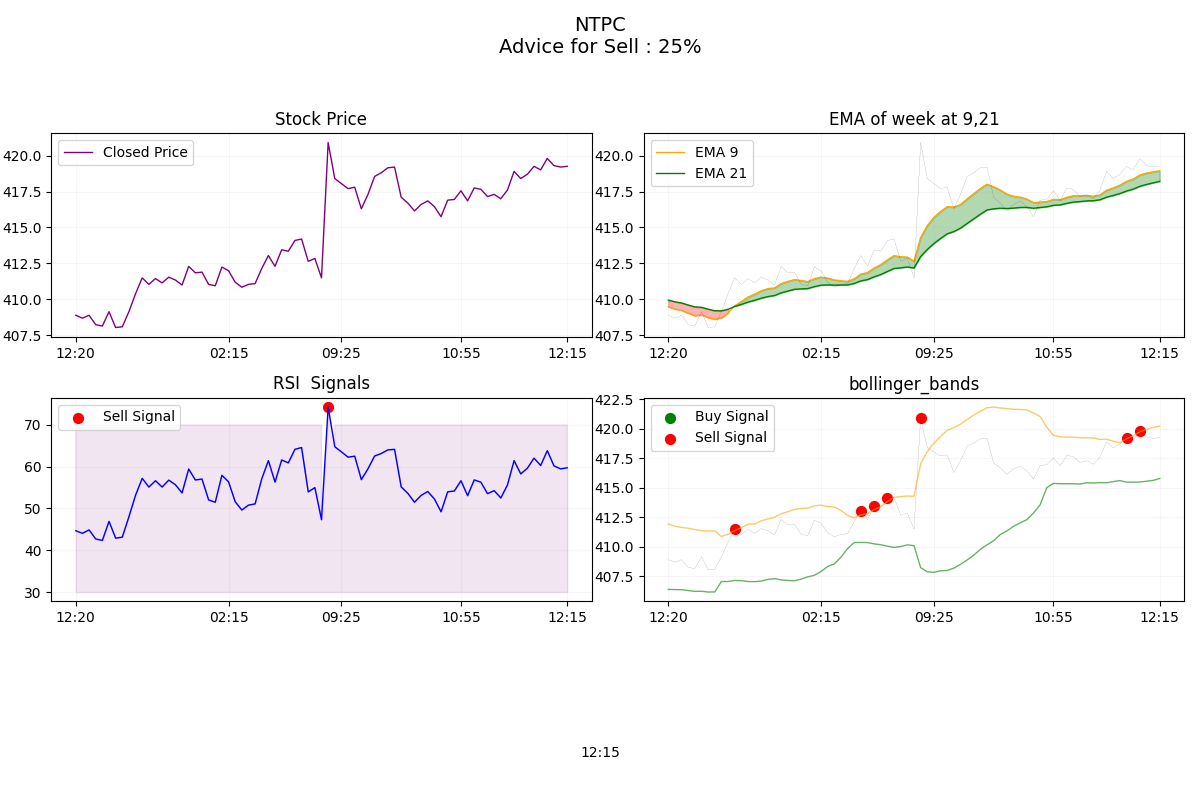 NTPC
Advice for Sell : 25%
Stock Price
Closed Price
420.0
417.5
415.0
412.5
410.0
407.5
12:20 02:15 09:25 10:55 12:15
EMA of week at 9,21
EMA 9
EMA 21
420.0
417.5
415.0
412.5
410.0
407.5
12:20 02:15 09:25 10:55 12:15
RSI  Signals
Sell Signal
70
60
50
40
30
12:20 02:15 09:25 10:55 12:15
bollinger_bands
Buy Signal
Sell Signal
422.5
420.0
417.5
415.0
412.5
410.0
407.5
12:20 02:15 09:25 10:55 12:15
12:15